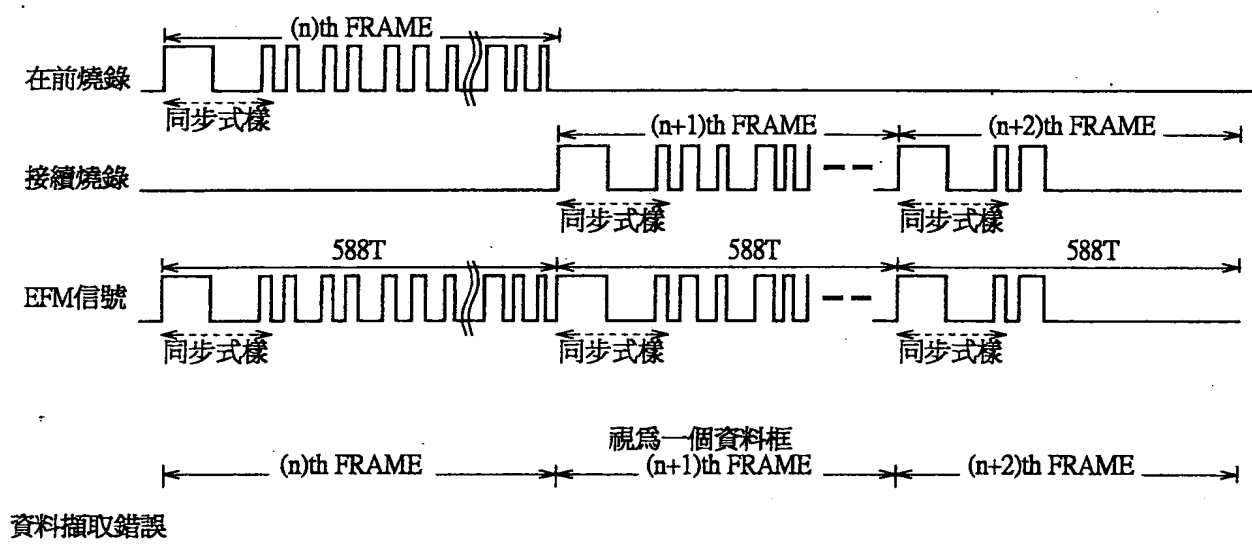 (n)th FRAME
在前燒錄
同步式樣
(n+1)th FRAME
(n+2)th FRAME
接續燒錄
同步式樣
同步式樣
588T
588T
588T
EFM信號
同步式樣
同步式樣
同步式樣
視爲一個資料框
(n)th FRAME
(n+1)th FRAME
(n+2)th FRAME
資料擷取錯誤